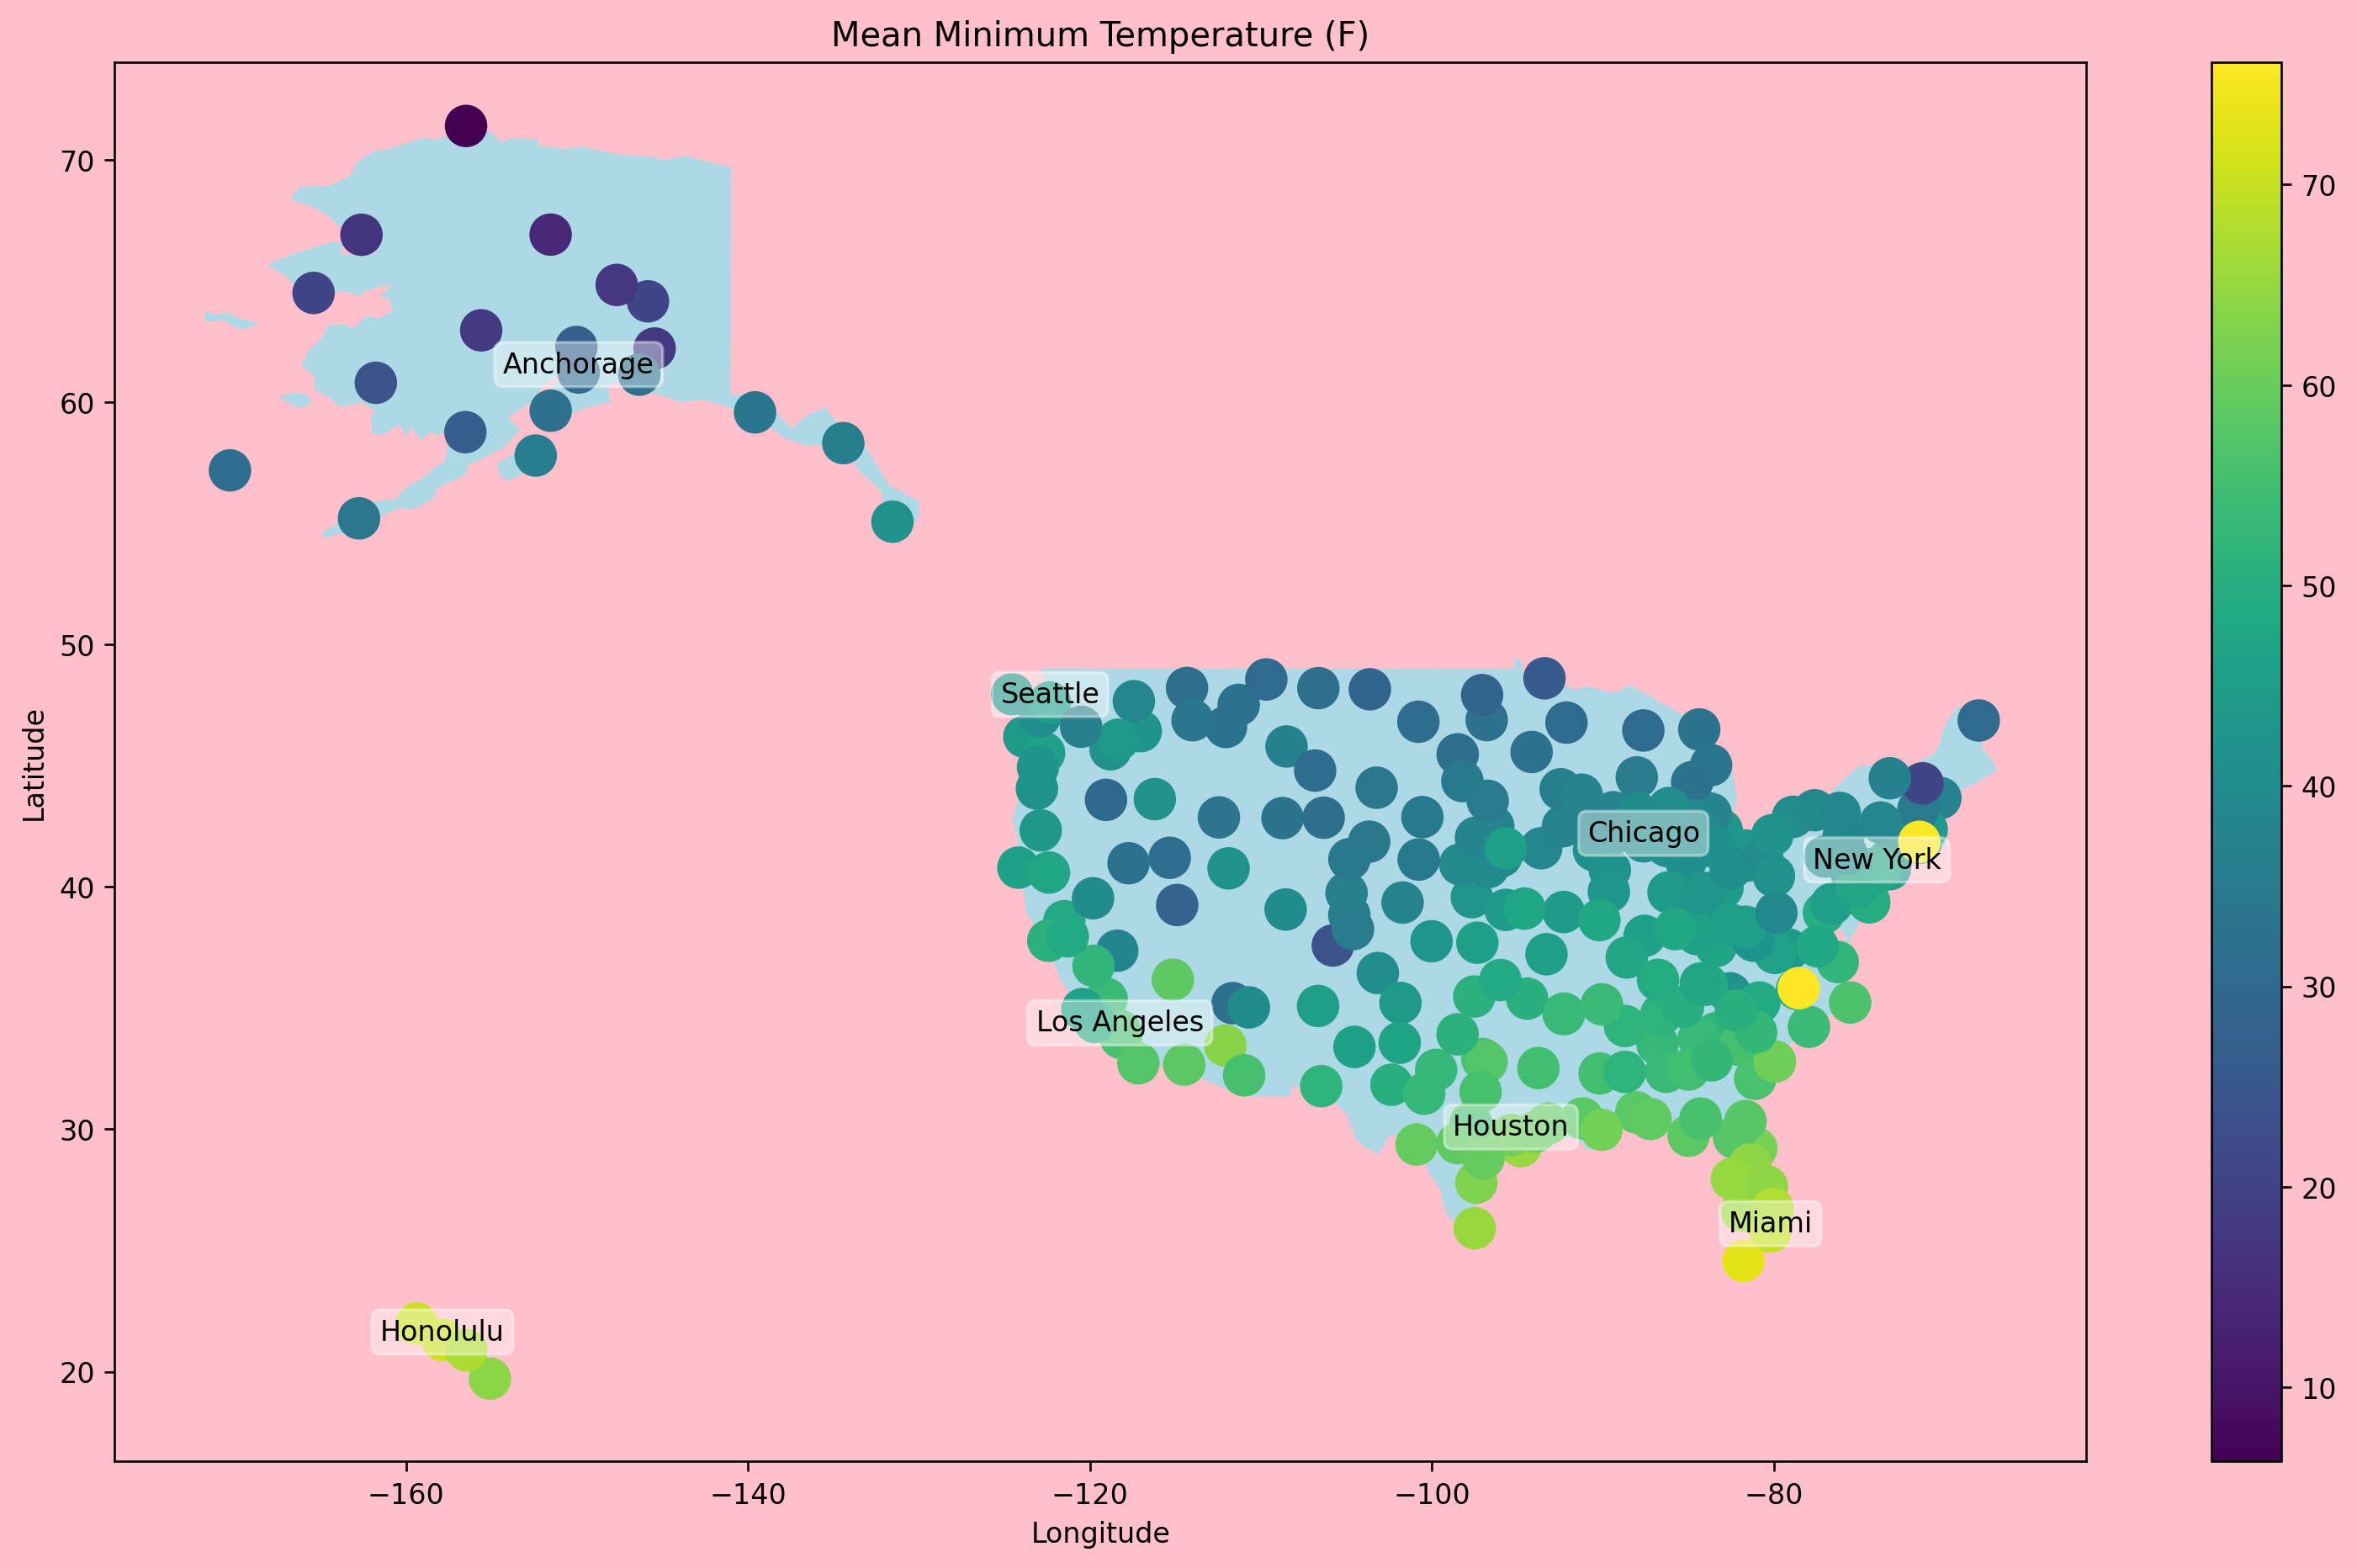 Mean Minimum Temperature (F)
70
60
50
40
30
20
Latitude
−160
−140
−120
−100
−80
Longitude
Anchorage
Seattle
Chicago
New York
Los Angeles
Houston
Miami
Honolulu
70
60
50
40
30
20
10